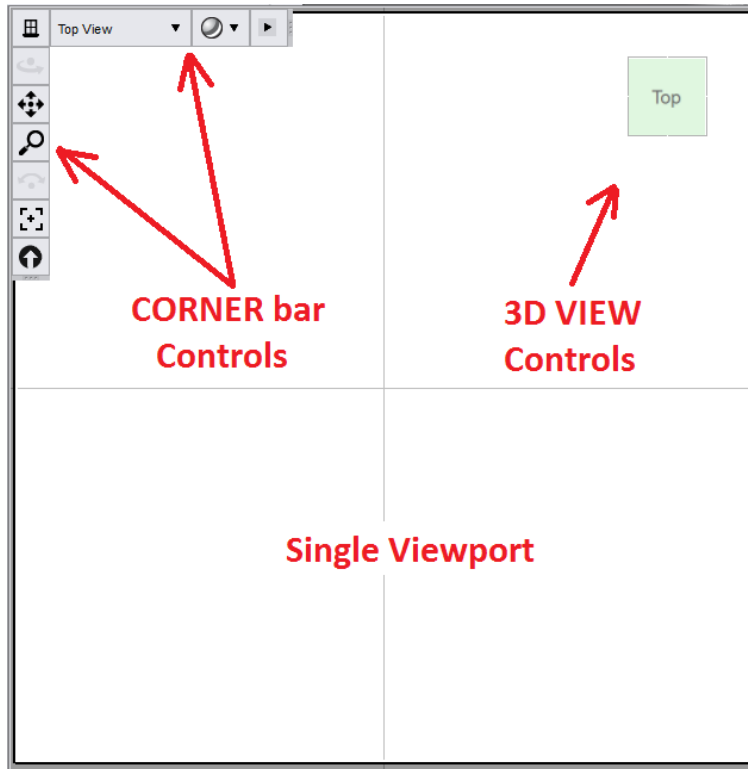 Top View
Top
CORNER bar
Controls
3D VIEW
Controls
Single Viewport